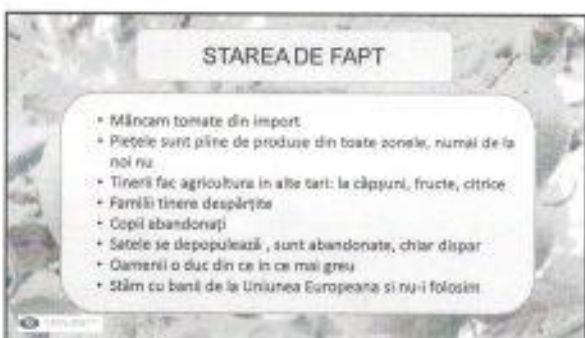 STAREA DE FAPT
• Mâncam tomate din import
• Piețele sunt pline de produse din toate zonele, numai de la
noi nu
• Tinerii fac agricultura in alte tari: la căpșuni, fructe, citrice
• Familii tinere despărțite
• Copii abandonați
• Satele se depopulează , sunt abandonate, chiar dispar
• Oamenii o duc din ce in ce mai greu
• Stăm cu banii de la Uniunea Europeana si nu-i folosim